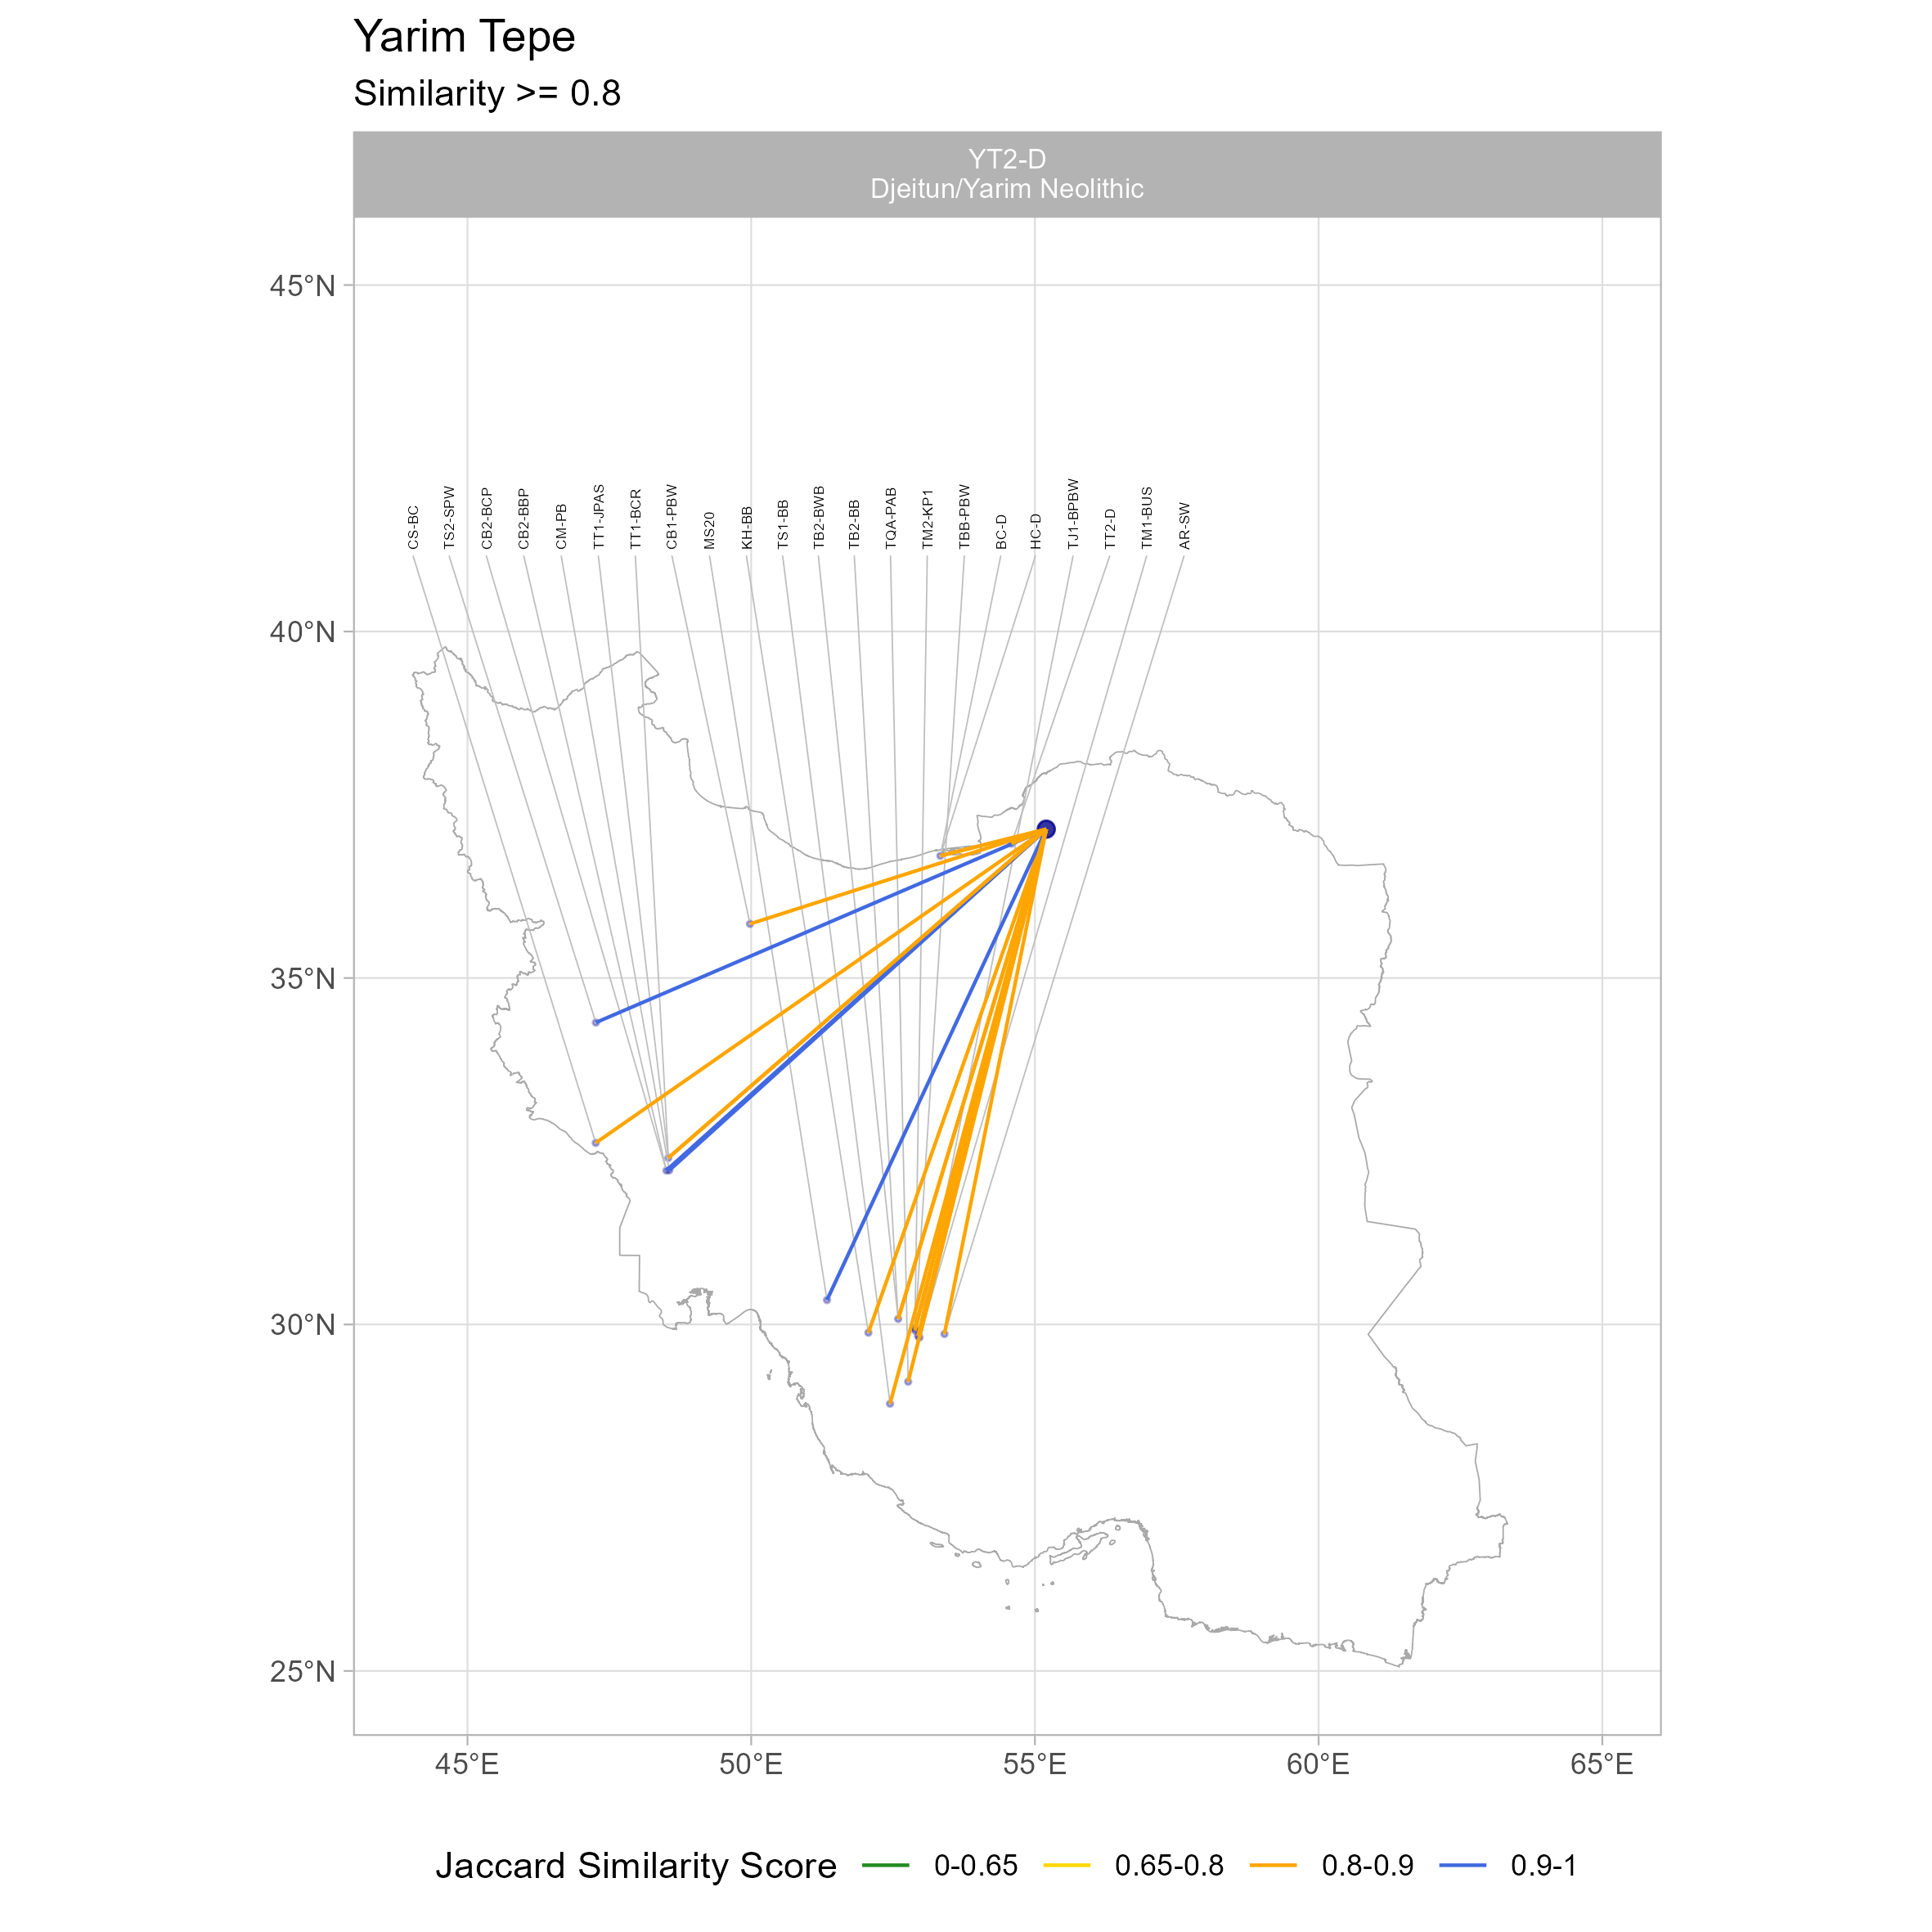 Yarim Tepe
Similarity >= 0.8
YT2-D
Djeitun/Yarim Neolithic
45°N
40°N
35°N
30°N
25°N
CS-BC
TS2-SPW
CB2-BCP
CB2-BBP
CM-PB
TT1-JPAS
TT1-BCR
CB1-PBW
MS20
KH-BB
TS1-BB
TB2-BWB
TB2-BB
TQA-PAB
TM2-KP1
TBB-PBW
BC-D
HC-D
TJ1-BPBW
TT2-D
TM1-BUS
AR-SW
45°E 50°E 55°E 60°E 65°E
Jaccard Similarity Score 0-0.65 0.65-0.8 0.8-0.9 0.9-1